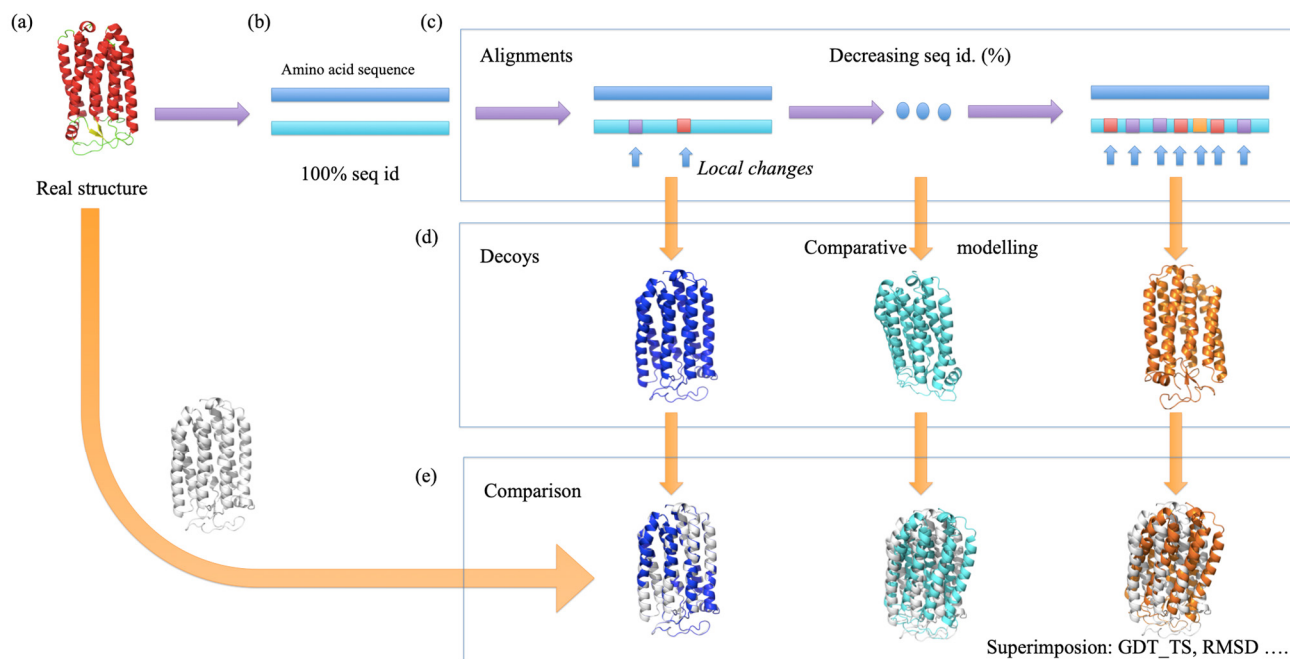 (a)
(b)
(c)
Alignments
Decreasing seq id. (%)
Amino acid sequence
100% seq id
Local changes
Real structure
(d)
Decoys
Comparative modelling
(e)
Comparison
Superimposion: GDT_TS, RMSD ….